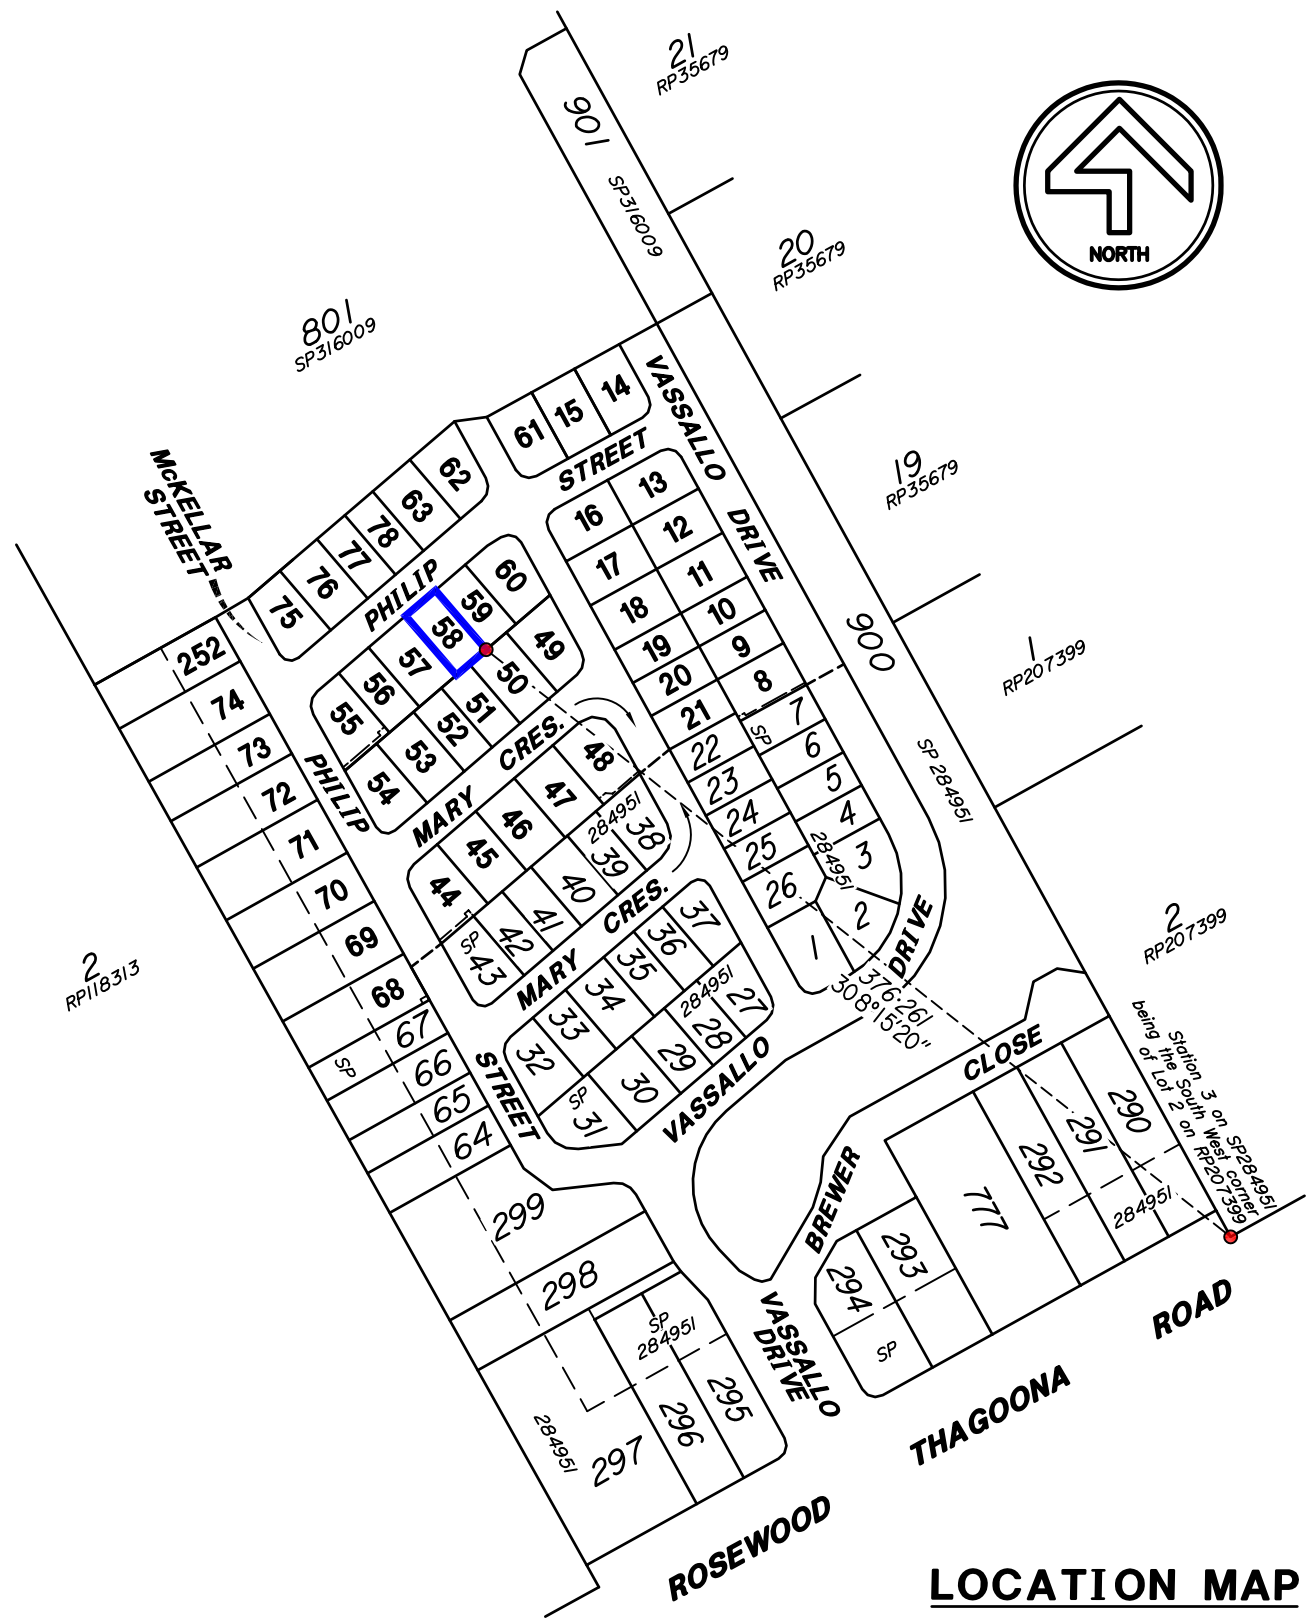 21
RP35679
901
SP316009
NORTH
20
RP35679
801
SP316009
VASSALLO
DRIVE
14
15
61
STREET
62
63
78
77
76
75
McKELLAR
STREET
19
RP35679
13
16
12
17
11
18
10
19
9
20
8
21
7
SP
22
6
23
5
24
4
25
3
284951
26
2
1
900
1
RP207399
SP 284951
PHILIP
60
59
58
57
56
55
49
50
51
52
53
54
252
74
73
72
71
70
69
68
67
SP
66
65
64
PHILIP
STREET
MARY
CRES.
48
47
46
45
44
284951
38
39
40
41
42
SP
43
MARY
CRES.
37
36
35
34
33
32
284951
27
28
29
30
SP
31
VASSALLO
DRIVE
376·261
308°15'20"
2
RP118313
2
RP207399
Station 3 on SP284951
being the South West corner
of Lot 2 on RP207399
CLOSE
BREWER
290
291
292
284951
777
293
294
SP
299
298
SP
284951
295
296
297
284951
VASSALLO
DRIVE
ROSEWOOD
THAGOONA
ROAD
LOCATION MAP